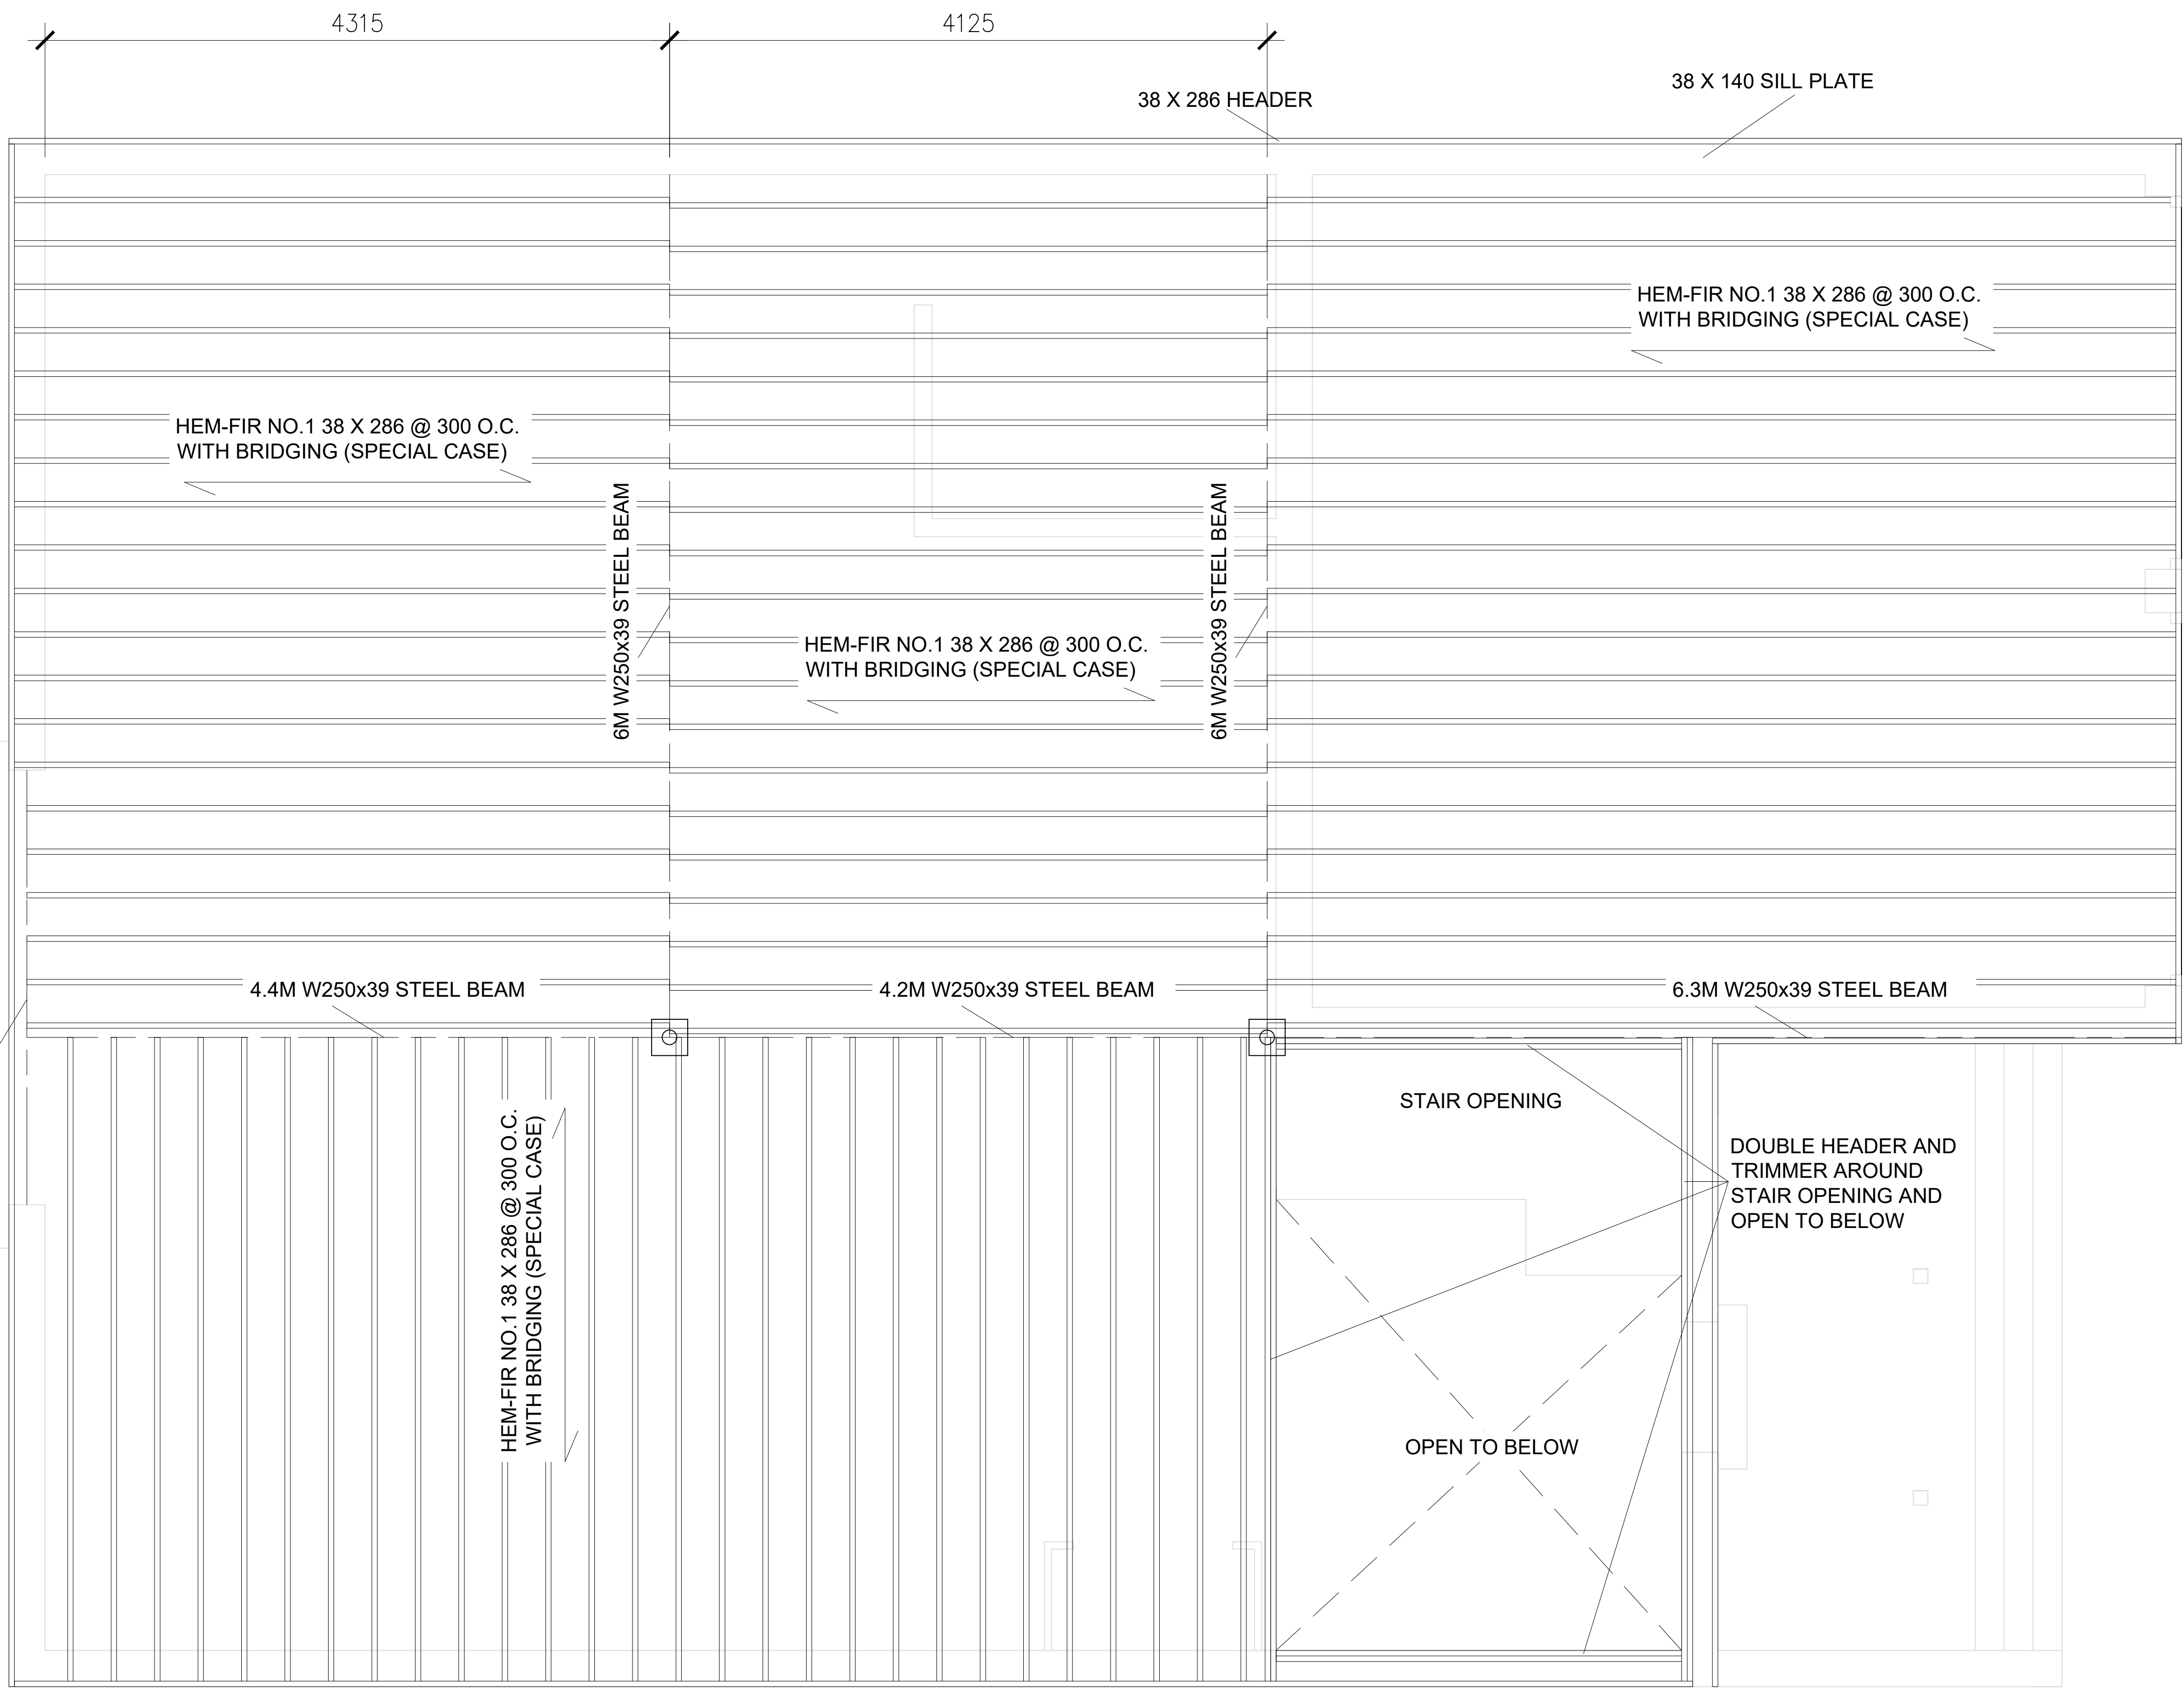 4315
4125
38 X 140 SILL PLATE
38 X 286 HEADER
HEM-FIR NO.1 38 X 286 @ 300 O.C.
WITH BRIDGING (SPECIAL CASE)
HEM-FIR NO.1 38 X 286 @ 300 O.C.
WITH BRIDGING (SPECIAL CASE)
6M W250x39 STEEL BEAM
6M W250x39 STEEL BEAM
HEM-FIR NO.1 38 X 286 @ 300 O.C.
WITH BRIDGING (SPECIAL CASE)
4.4M W250x39 STEEL BEAM
4.2M W250x39 STEEL BEAM
6.3M W250x39 STEEL BEAM
STAIR OPENING
HEM-FIR NO.1 38 X 286 @ 300 O.C.
WITH BRIDGING (SPECIAL CASE)
DOUBLE HEADER AND
TRIMMER AROUND
STAIR OPENING AND
OPEN TO BELOW
OPEN TO BELOW